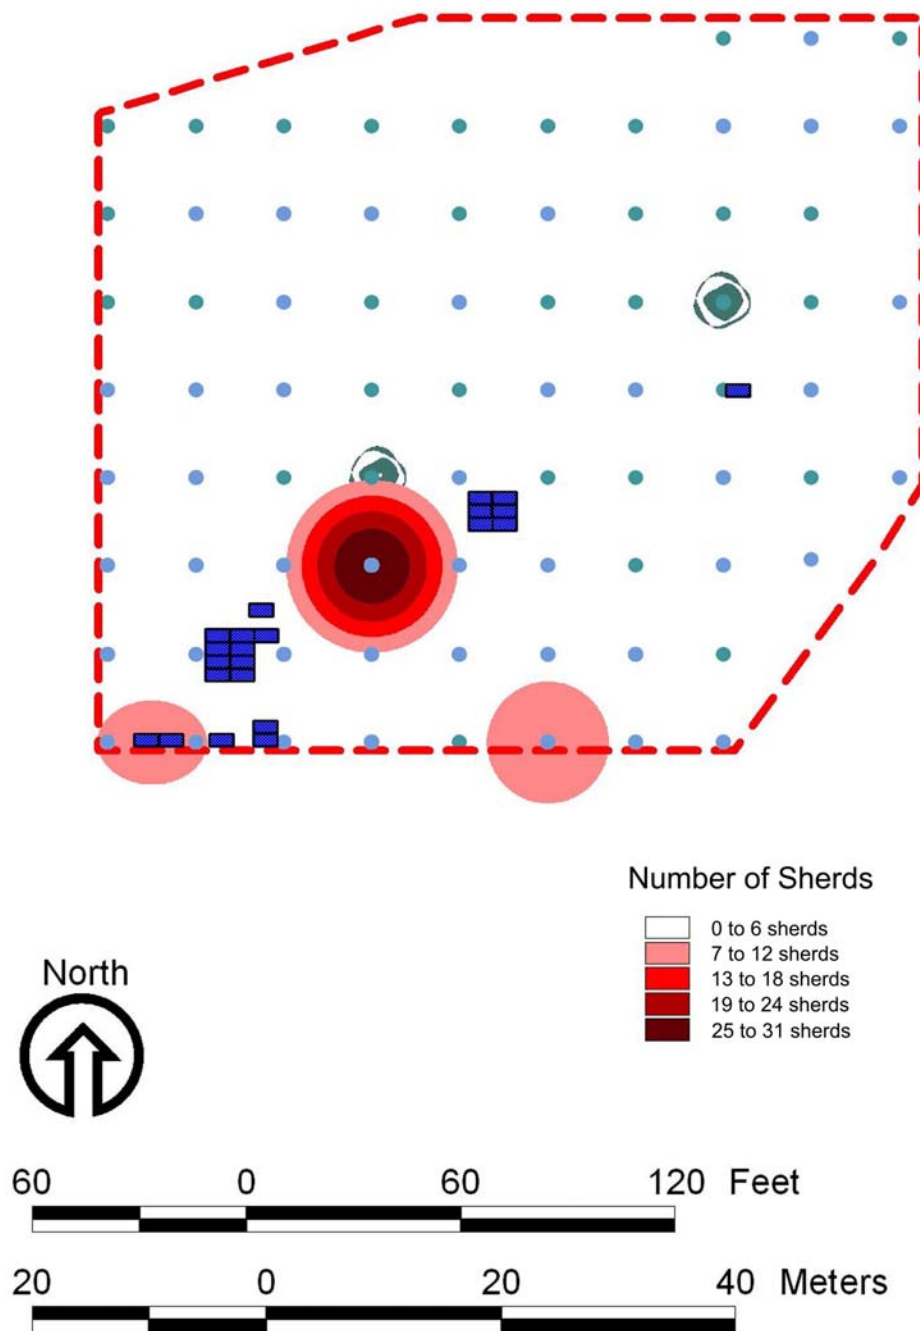 Number of Sherds
0 to 6 sherds
7 to 12 sherds
13 to 18 sherds
19 to 24 sherds
25 to 31 sherds
North
60 0 60 120 Feet
20 0 20 40 Meters